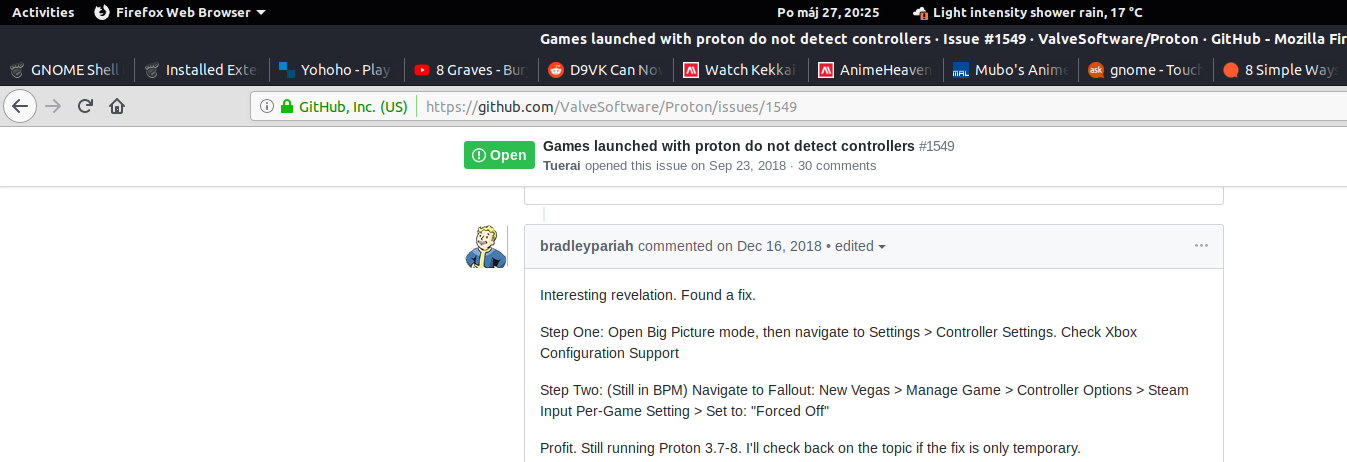 Activities Firefox Web Browser Po máj 27, 20:25 Light intensity shower rain, 17 °C
Games launched with proton do not detect controllers · Issue #1549 · ValveSoftware/Proton · GitHub - Mozilla Fir
GNOME Shell Installed Exte Yohoho - Play 8 Graves - Bur D9VK Can Nov Watch Kekkai AnimeHeaven Mubo's Anime gnome - Touch 8 Simple Ways
GitHub, Inc. (US) https://github.com/ValveSoftware/Proton/issues/1549
Open Games launched with proton do not detect controllers #1549
Tuerai opened this issue on Sep 23, 2018 · 30 comments
bradleypariah commented on Dec 16, 2018 • edited
Interesting revelation. Found a fix.
Step One: Open Big Picture mode, then navigate to Settings > Controller Settings. Check Xbox
Configuration Support
Step Two: (Still in BPM) Navigate to Fallout: New Vegas > Manage Game > Controller Options > Steam
Input Per-Game Setting > Set to: "Forced Off"
Profit. Still running Proton 3.7-8. I'll check back on the topic if the fix is only temporary.